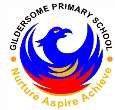 GILDERSOME PRIMARY SCHOOL
Nurture Aspire Achieve